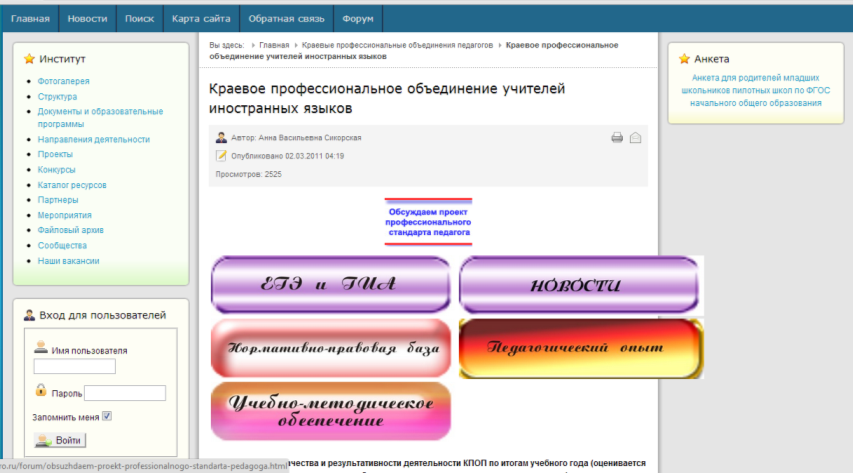 Главная Новости Поиск Карта сайта Обратная связь Форум
Институт
Фотогалерея
Структура
Документы и образовательные
программы
Направления деятельности
Проекты
Конкурсы
Каталог ресурсов
Партнеры
Мероприятия
Файловый архив
Сообщества
Наши вакансии
Вход для пользователей
Имя пользователя
Пароль
Запомнить меня
Войти
Вы здесь: Главная Краевые профессиональные объединения педагогов Краевое профессиональное
объединение учителей иностранных языков
Краевое профессиональное объединение учителей
иностранных языков
Автор: Анна Васильевна Сикорская
Опубликовано 02.03.2011 04:19
Просмотров: 2525
Обсуждаем проект
профессионального
стандарта педагога
ЕГЭ и ГИА
НОВОСТИ
Нормативно-правовая база
Педагогический опыт
Учебно-методическое
обеспечение
чества и результативности деятельности КПОП по итогам учебного года (оценивается
Анкета
Анкета для родителей младших
школьников пилотных школ по ФГОС
начального общего образования
ro.ru/forum/obsuzhdaem-proekt-professionalnogo-standarta-pedagoga.html